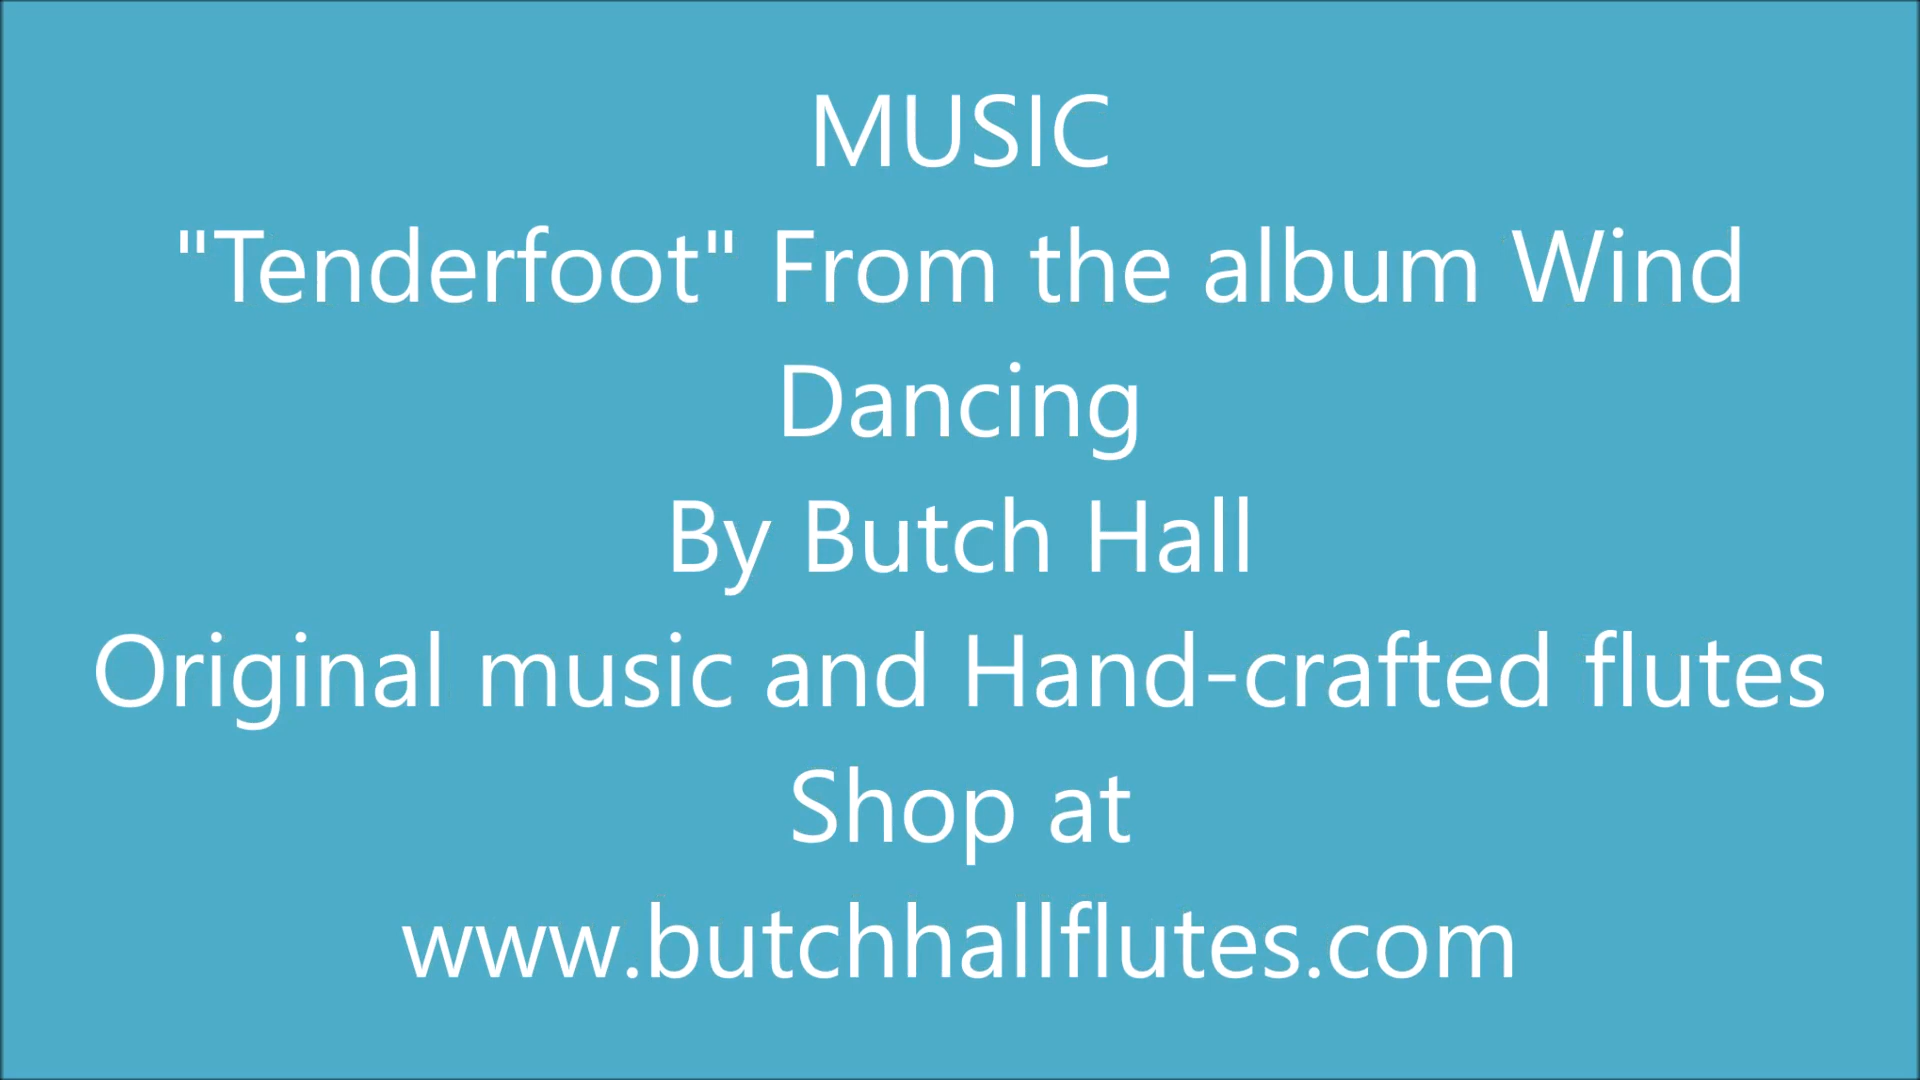 MUSIC
"Tenderfoot" From the album Wind
Dancing
By Butch Hall
Original music and Hand-crafted flutes
Shop at
www.butchhallflutes.com